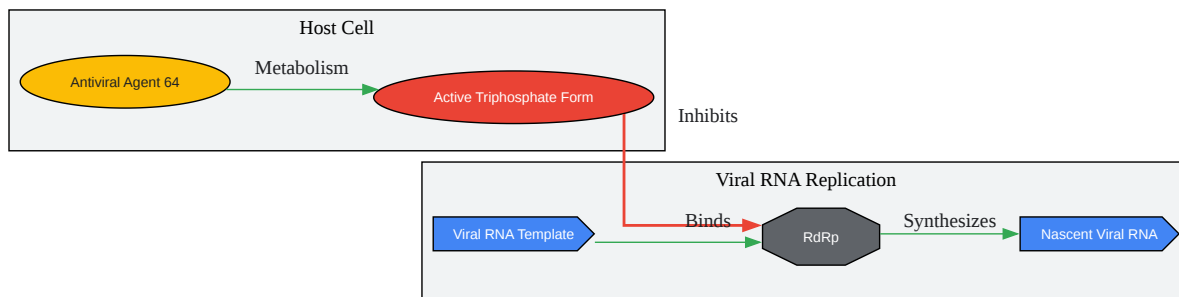 Host Cell
Antiviral Agent 64
Metabolism
Active Triphosphate Form
Inhibits
Viral RNA Replication
Viral RNA Template
Binds
RdRp
Synthesizes
Nascent Viral RNA